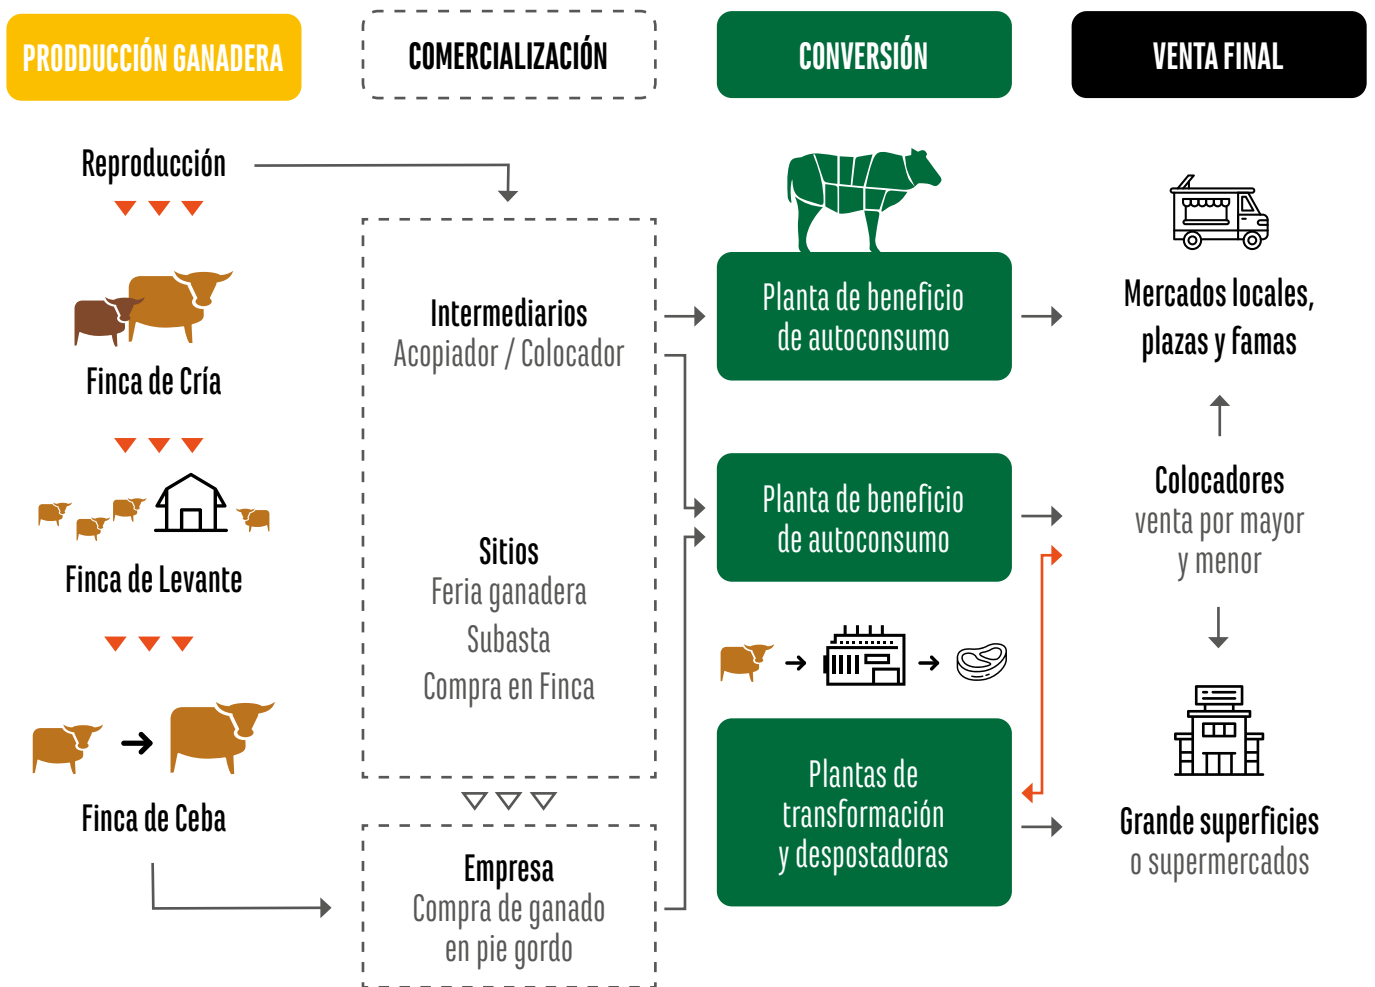 PRODDUCCIÓN GANADERA
COMERCIALIZACIÓN
CONVERSIÓN
VENTA FINAL
Reproducción
Finca de Cría
Finca de Levante
Finca de Ceba
Intermediarios
Acopiador / Colocador
Sitios
Feria ganadera
Subasta
Compra en Finca
Empresa
Compra de ganado
en pie gordo
Planta de beneficio
de autoconsumo
Planta de beneficio
de autoconsumo
Plantas de
transformación
y despostadoras
Mercados locales,
plazas y famas
Colocadores
venta por mayor
y menor
Grande superficies
o supermercados